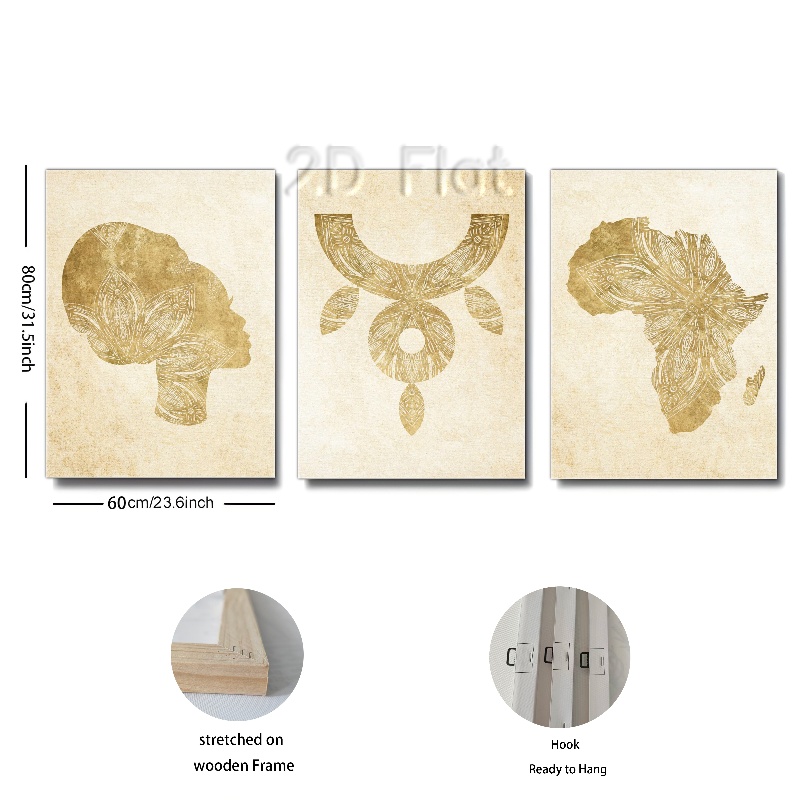 2D Flat
80cm/31.5inch
60cm/23.6inch
stretched on
wooden Frame
Hook
Ready to Hang